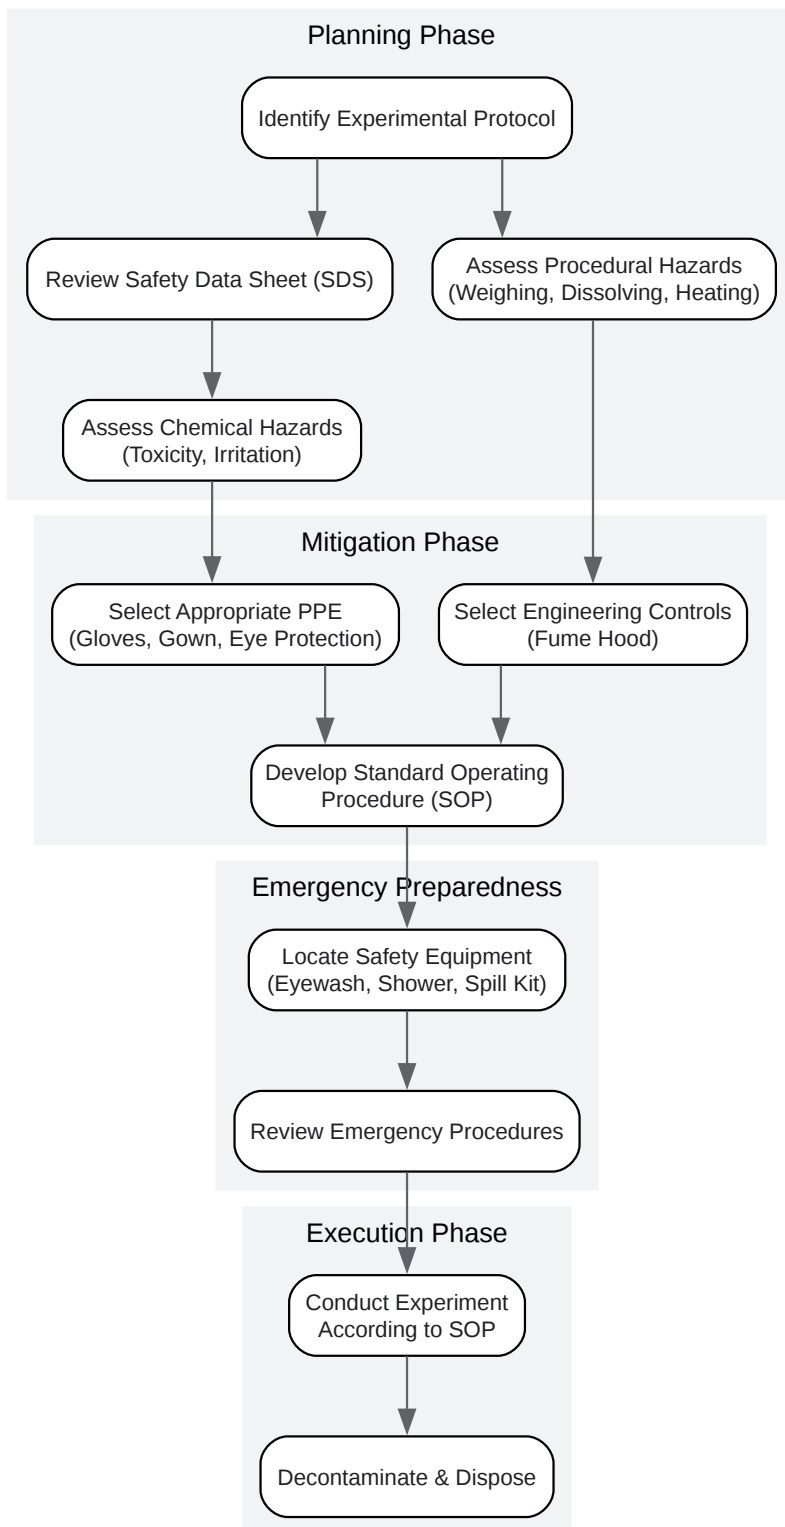 Planning Phase
Identify Experimental Protocol
Review Safety Data Sheet (SDS)
Assess Procedural Hazards
(Weighing, Dissolving, Heating)
Assess Chemical Hazards
(Toxicity, Irritation)
Mitigation Phase
Select Appropriate PPE
(Gloves, Gown, Eye Protection)
Select Engineering Controls
(Fume Hood)
Develop Standard Operating
Procedure (SOP)
Emergency Preparedness
Locate Safety Equipment
(Eyewash, Shower, Spill Kit)
Review Emergency Procedures
Execution Phase
Conduct Experiment
According to SOP
Decontaminate & Dispose